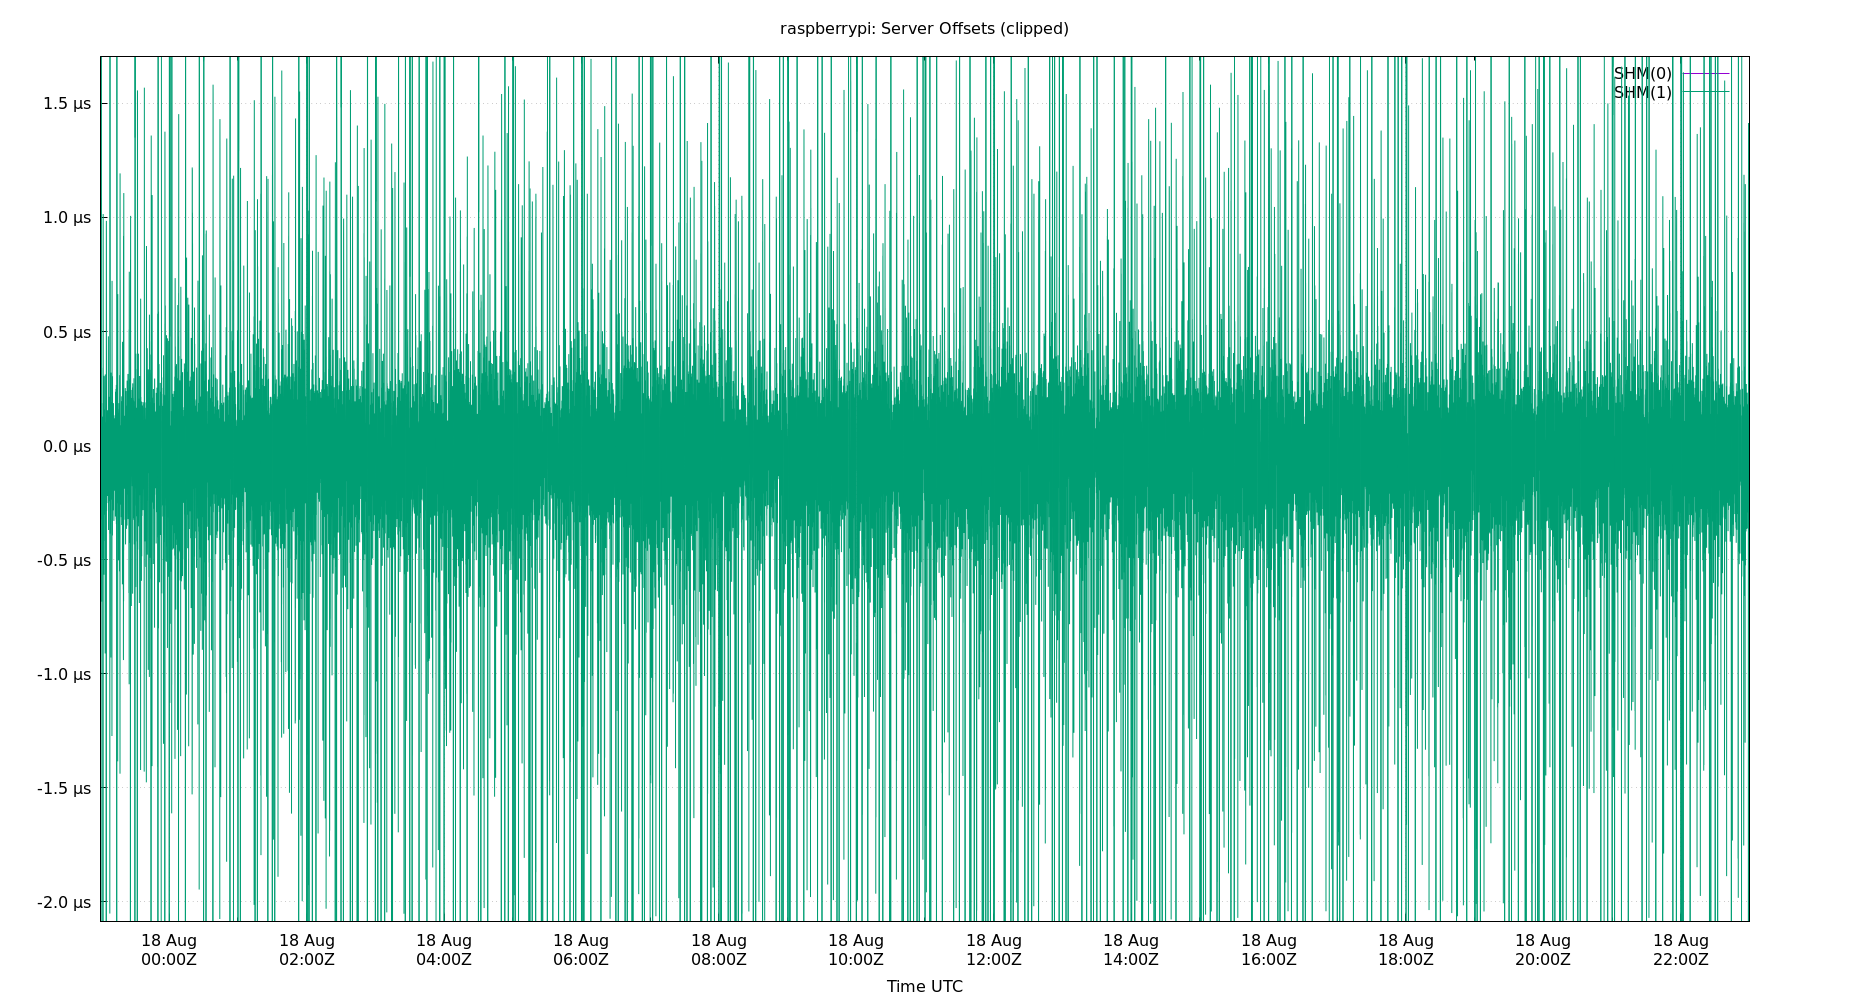 raspberrypi: Server Offsets (clipped)
SHM(0)
SHM(1)
1.5 µs
1.0 µs
0.5 µs
0.0 µs
-0.5 µs
-1.0 µs
-1.5 µs
-2.0 µs
18 Aug 18 Aug 18 Aug 18 Aug 18 Aug 18 Aug 18 Aug 18 Aug 18 Aug 18 Aug 18 Aug 18 Aug
00:00Z 02:00Z 04:00Z 06:00Z 08:00Z 10:00Z 12:00Z 14:00Z 16:00Z 18:00Z 20:00Z 22:00Z
Time UTC